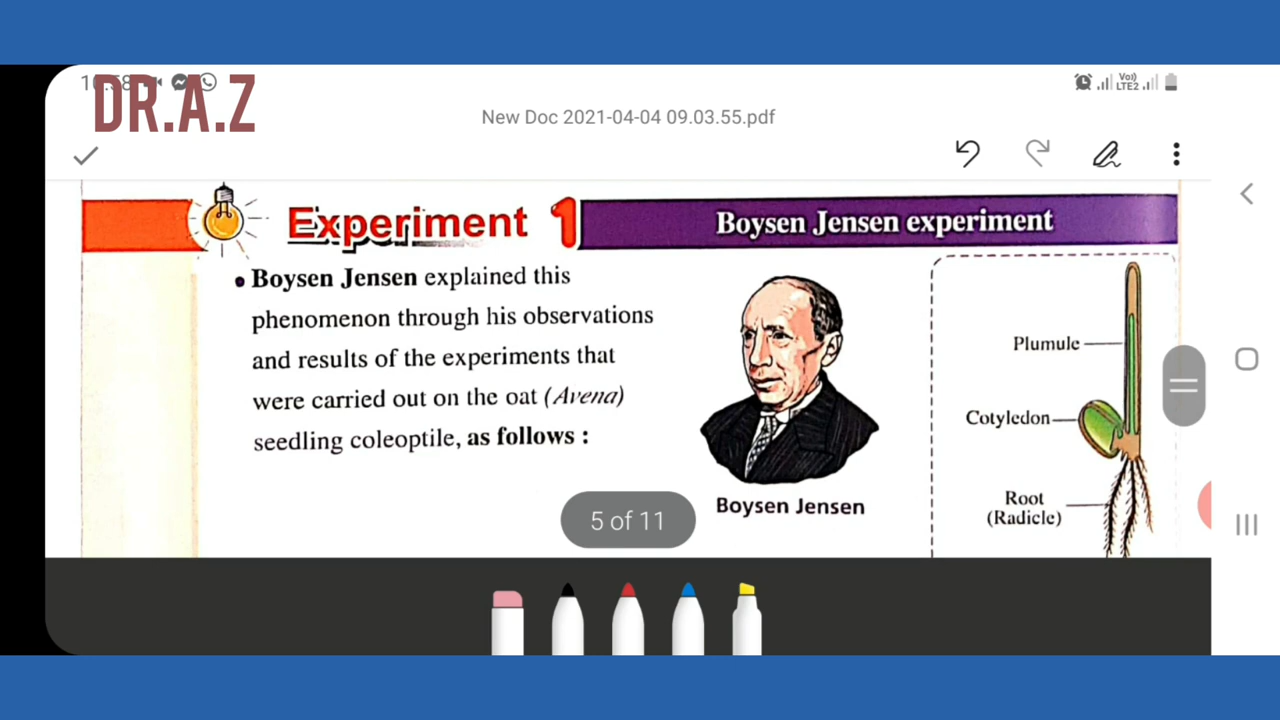 DR.A.Z
Vo))
LTE2
New Doc 2021-04-04 09.03.55.pdf
Experiment 1
Boysen Jensen experiment
• Boysen Jensen explained this
phenomenon through his observations
and results of the experiments that
were carried out on the oat (Avena)
seedling coleoptile, as follows :
Boysen Jensen
Plumule
Cotyledon
Root
(Radicle)
5 of 11